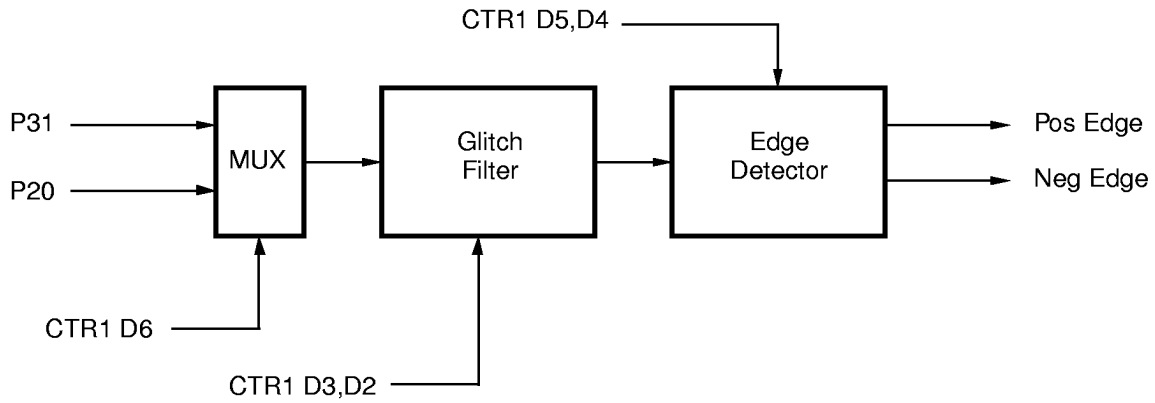 CTR1 D5,D4
P31
P20
MUX
Glitch
Filter
Edge
Detector
Pos Edge
Neg Edge
CTR1 D6
CTR1 D3,D2